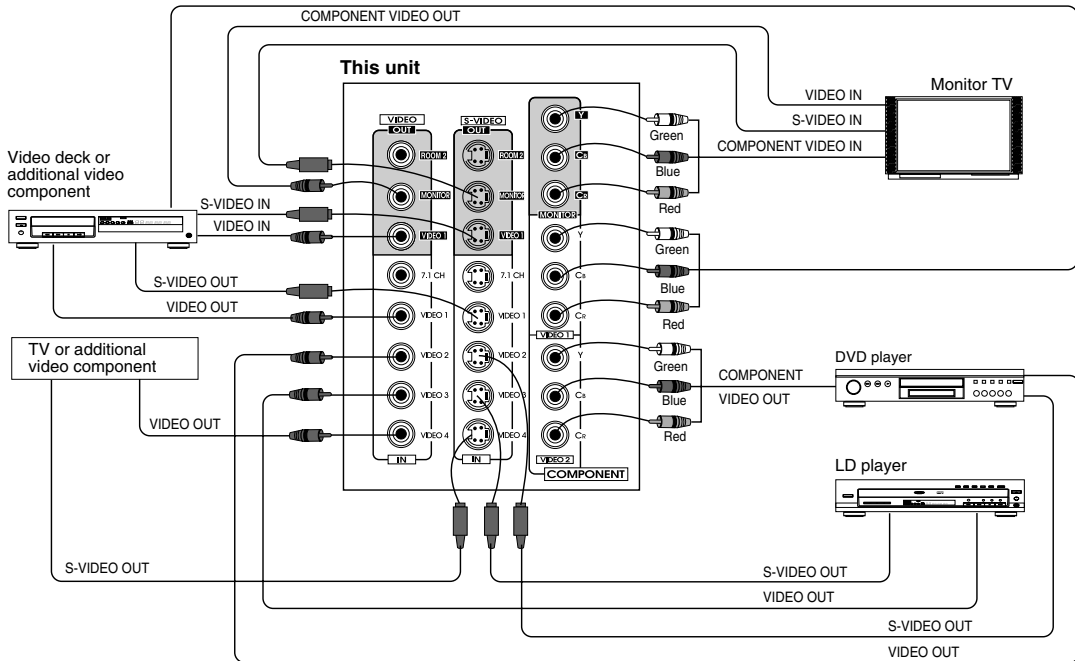 COMPONENT VIDEO OUT
This unit
Monitor TV
VIDEO IN
S-VIDEO IN
COMPONENT VIDEO IN
Video deck or
additional video
component
S-VIDEO IN
VIDEO IN
S-VIDEO OUT
VIDEO OUT
TV or additional
video component
VIDEO OUT
S-VIDEO OUT
VIDEO
OUT
ROOM 2
MONITOR
VIDEO 1
7.1 CH
VIDEO 1
VIDEO 2
VIDEO 3
VIDEO 4
IN
S-VIDEO
OUT
ROOM 2
MONITOR
VIDEO 1
7.1 CH
VIDEO 1
VIDEO 2
VIDEO 3
VIDEO 4
IN
Y
CB
CR
MONITOR
Y
CB
CR
VIDEO 1
Y
CB
CR
VIDEO 2
COMPONENT
Green
Blue
Red
Green
Blue
Red
Green
Blue
Red
COMPONENT
VIDEO OUT
DVD player
LD player
S-VIDEO OUT
VIDEO OUT
S-VIDEO OUT
VIDEO OUT